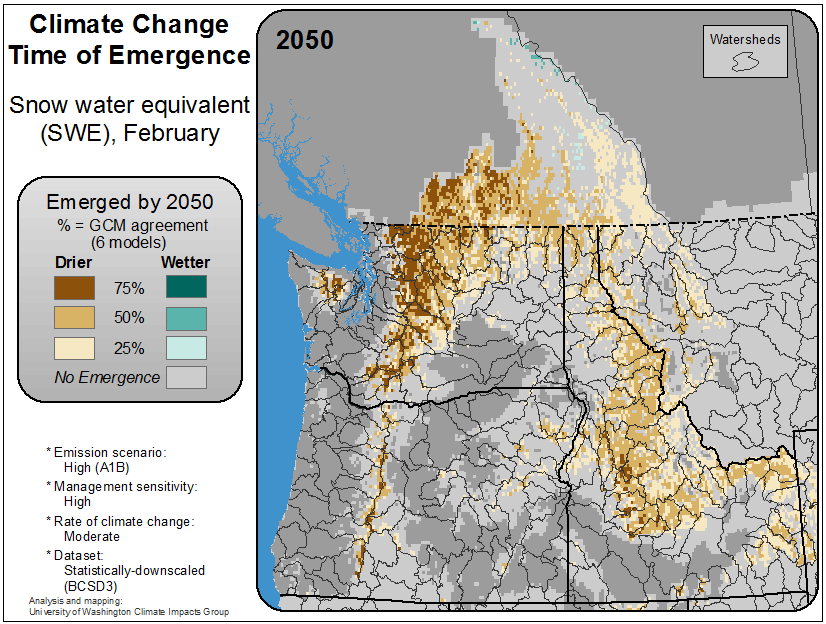 Climate Change
Time of Emergence
Snow water equivalent
(SWE), February
Emerged by 2050
% = GCM agreement
(6 models)
Drier Wetter
75%
50%
25%
No Emergence
* Emission scenario:
High (A1B)
* Management sensitivity:
High
* Rate of climate change:
Moderate
* Dataset:
Statistically-downscaled
(BCSD3)
Analysis and mapping:
University of Washington Climate Impacts Group
2050
Watersheds